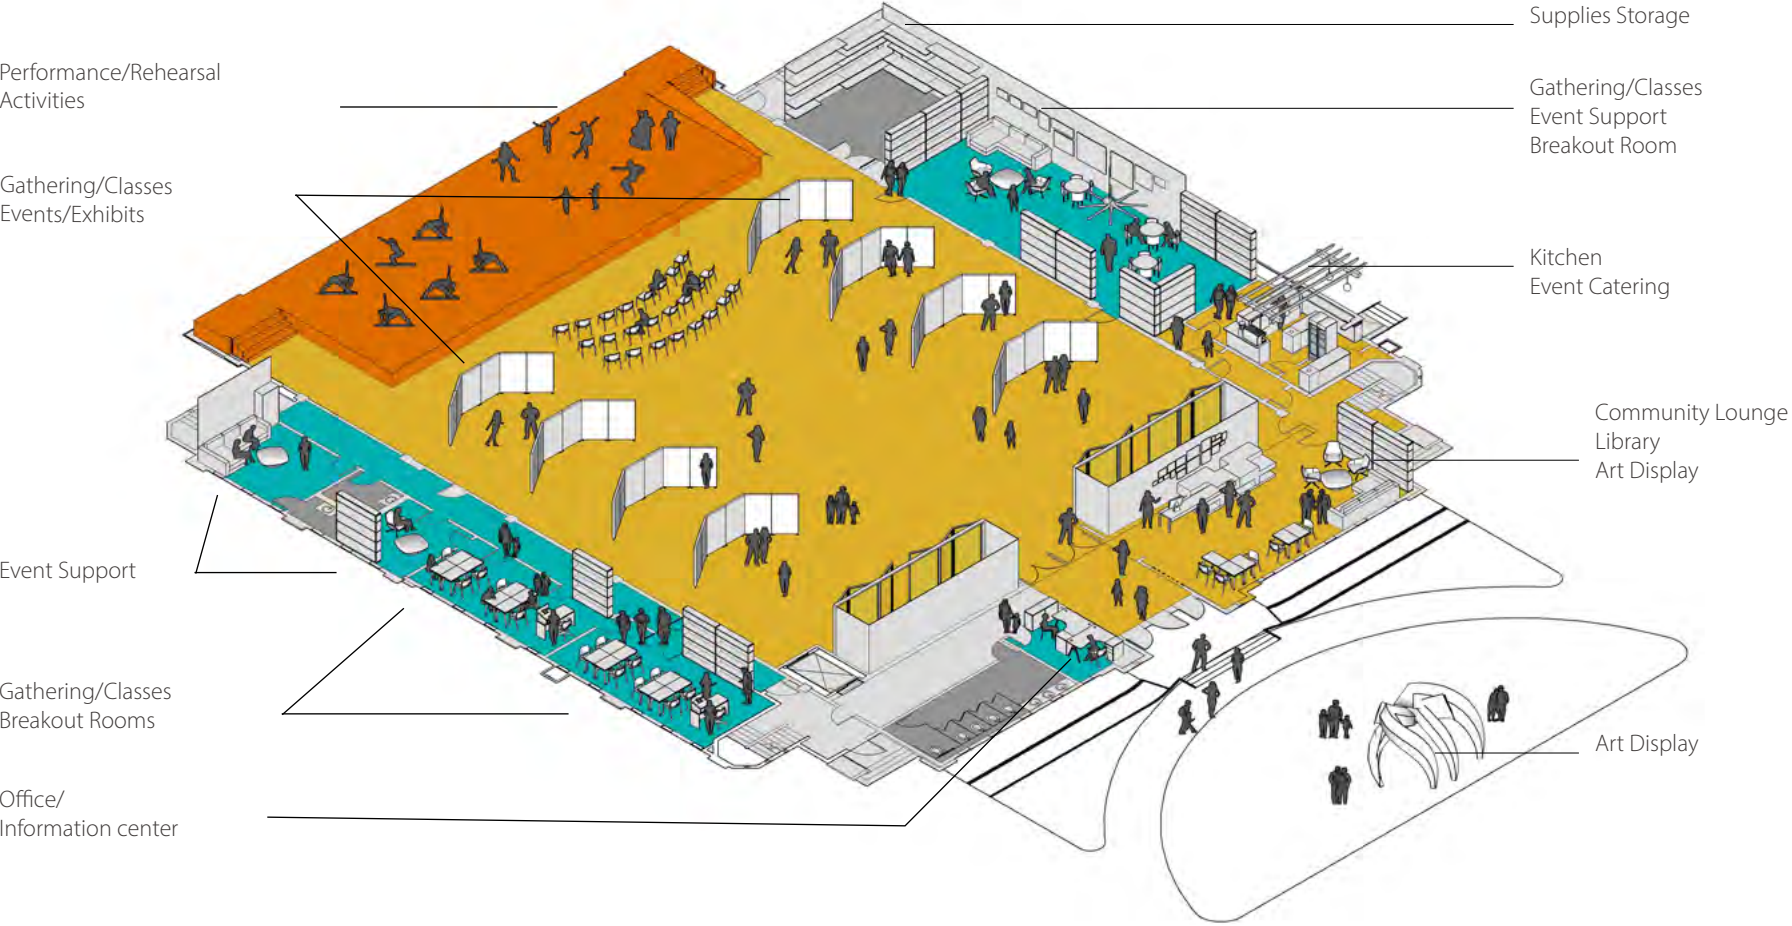 Performance/Rehearsal
Activities
Gathering/Classes
Events/Exhibits
Event Support
Gathering/Classes
Breakout Rooms
Office/
Information center
Supplies Storage
Gathering/Classes
Event Support
Breakout Room
Kitchen
Event Catering
Community Lounge
Library
Art Display
Art Display